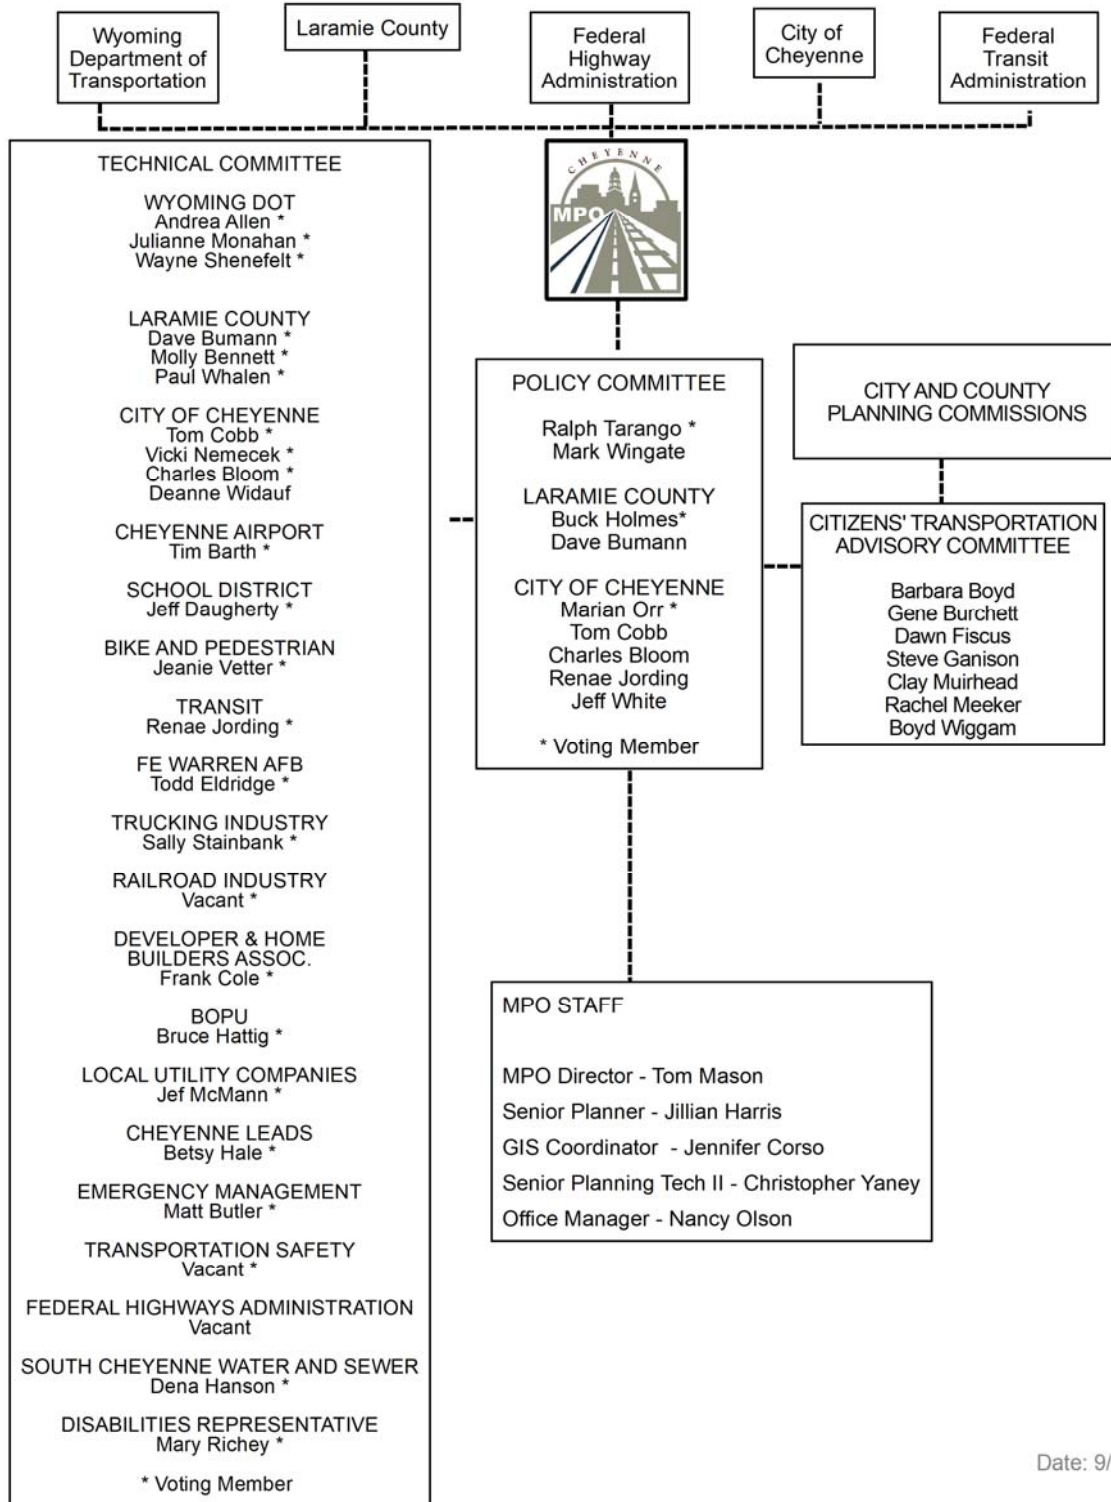 Wyoming
Department of
Transportation
Laramie County
Federal
Highway
Administration
City of
Cheyenne
Federal
Transit
Administration
CHEYENNE
MPO
TECHNICAL COMMITTEE
WYOMING DOT
Andrea Allen *
Julianne Monahan *
Wayne Shenefelt *
LARAMIE COUNTY
Dave Bumann *
Molly Bennett *
Paul Whalen *
CITY OF CHEYENNE
Tom Cobb *
Vicki Nemecek *
Charles Bloom *
Deanne Widauf
CHEYENNE AIRPORT
Tim Barth *
SCHOOL DISTRICT
Jeff Daugherty *
BIKE AND PEDESTRIAN
Jeanie Vetter *
TRANSIT
Renae Jording *
FE WARREN AFB
Todd Eldridge *
TRUCKING INDUSTRY
Sally Stainbank *
RAILROAD INDUSTRY
Vacant *
DEVELOPER & HOME
BUILDERS ASSOC.
Frank Cole *
BOPU
Bruce Hattig *
LOCAL UTILITY COMPANIES
Jef McMann *
CHEYENNE LEADS
Betsy Hale *
EMERGENCY MANAGEMENT
Matt Butler *
TRANSPORTATION SAFETY
Vacant *
FEDERAL HIGHWAYS ADMINISTRATION
Vacant
SOUTH CHEYENNE WATER AND SEWER
Dena Hanson *
DISABILITIES REPRESENTATIVE
Mary Richey *
* Voting Member
POLICY COMMITTEE
Ralph Tarango *
Mark Wingate
LARAMIE COUNTY
Buck Holmes*
Dave Bumann
CITY OF CHEYENNE
Marian Orr *
Tom Cobb
Charles Bloom
Renae Jording
Jeff White
* Voting Member
CITY AND COUNTY
PLANNING COMMISSIONS
CITIZENS' TRANSPORTATION
ADVISORY COMMITTEE
Barbara Boyd
Gene Burchett
Dawn Fiscus
Steve Ganison
Clay Muirhead
Rachel Meeker
Boyd Wiggam
MPO STAFF
MPO Director - Tom Mason
Senior Planner - Jillian Harris
GIS Coordinator - Jennifer Corso
Senior Planning Tech II - Christopher Yaney
Office Manager - Nancy Olson
Date: 9/